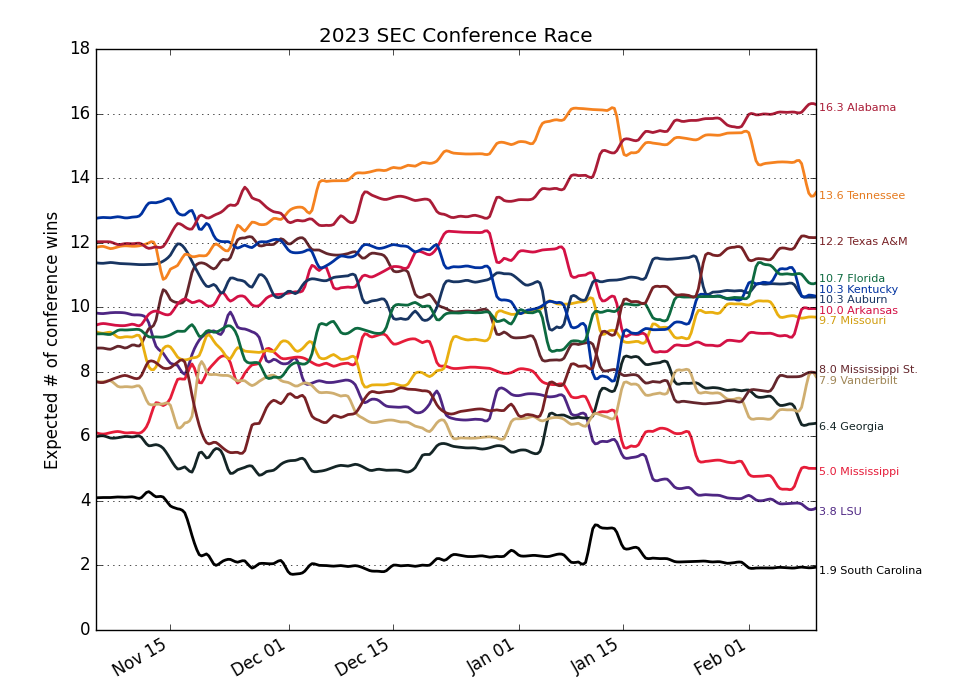 2023 SEC Conference Race
Expected # of conference wins
18
16
14
12
10
8
6
4
2
0
Nov 15
Dec 01
Dec 15
Jan 01
Jan 15
Feb 01
16.3 Alabama
13.6 Tennessee
12.2 Texas A&M
10.7 Florida
10.3 Kentucky
10.3 Auburn
10.0 Arkansas
9.7 Missouri
8.0 Mississippi St.
7.9 Vanderbilt
6.4 Georgia
5.0 Mississippi
3.8 LSU
1.9 South Carolina